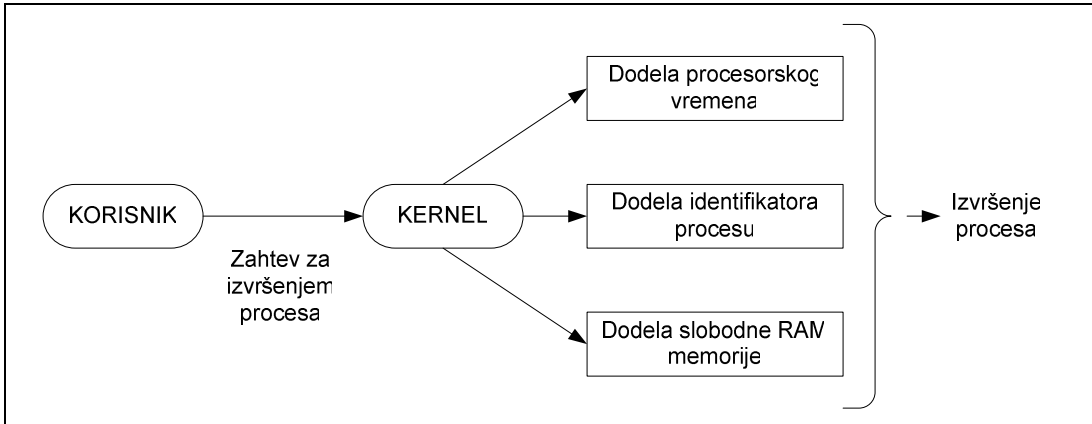 Dodela procesorskog
vremena
KORISNIK
KERNEL
Dodela identifikatora
procesu
Izvršenje
procesa
Zahtev za
izvršenjem
procesa
Dodela slobodne RAM
memorije